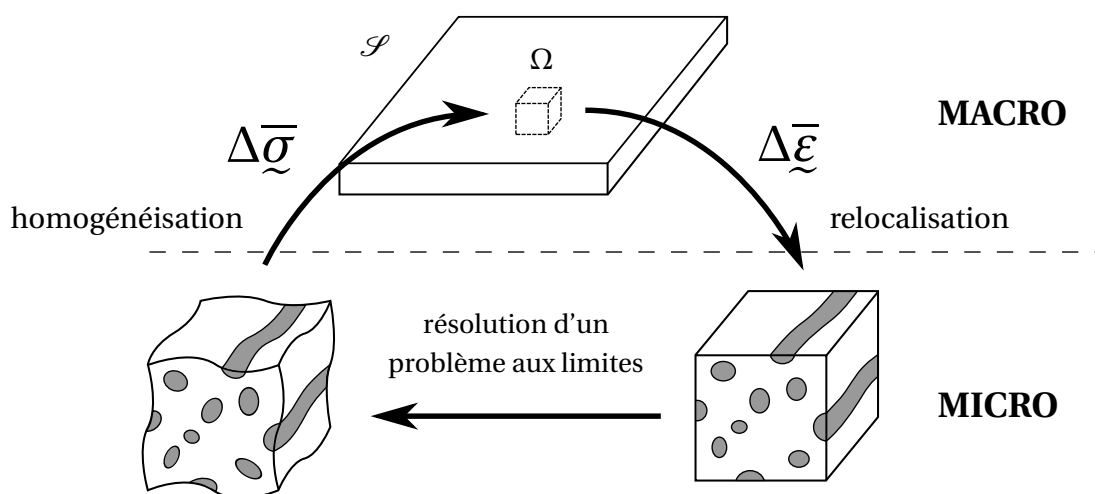 𝒮
Ω
MACRO
Δσ̰̅
Δε̰̅
homogénéisation
relocalisation
résolution d'un
problème aux limites
MICRO